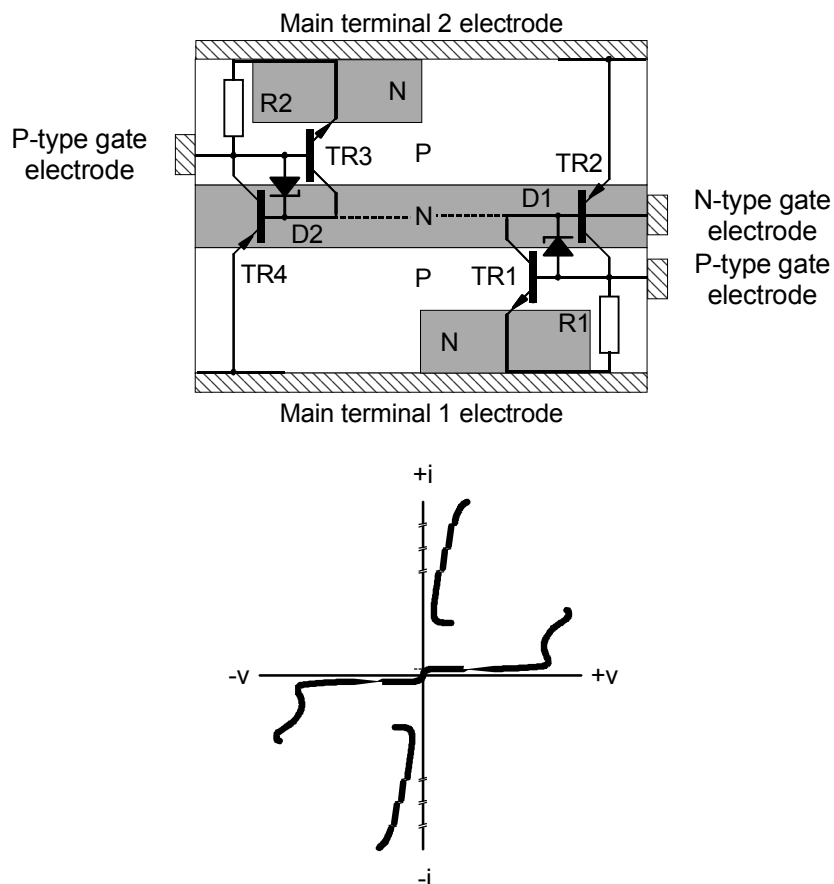 Main terminal 2 electrode
R2
N
P-type gate
electrode
TR3
P
TR2
D1
N
D2
N-type gate
electrode
TR4
P
TR1
P-type gate
electrode
R1
N
Main terminal 1 electrode
+i
-v
+v
-i